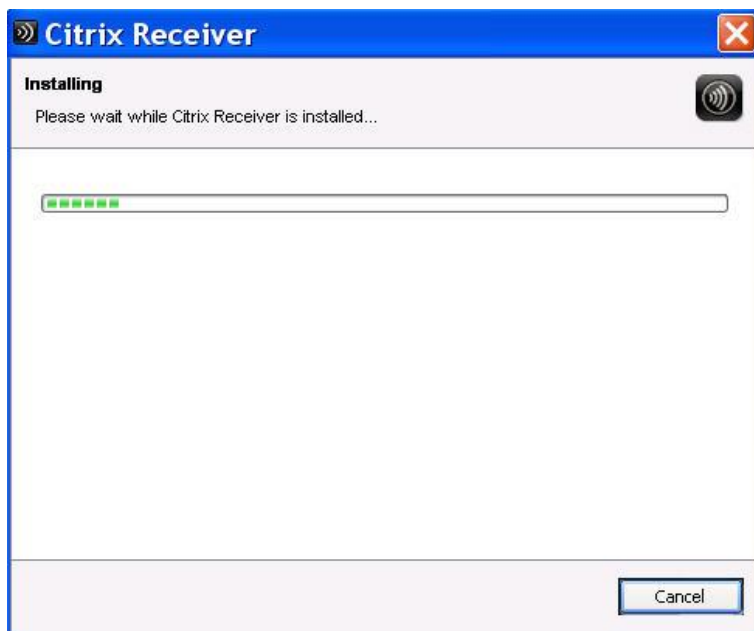 Citrix Receiver
Installing
Please wait while Citrix Receiver is installed...
Cancel